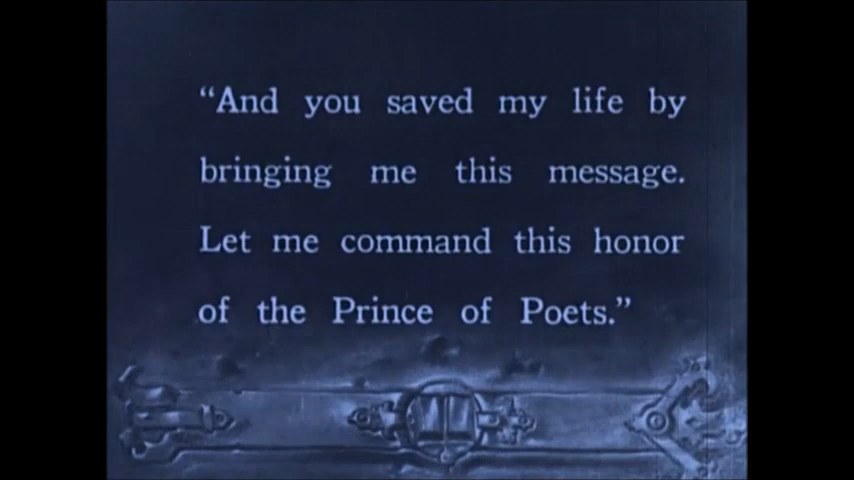 “And you saved my life by
bringing me this message.
Let me command this honor
of the Prince of Poets.”